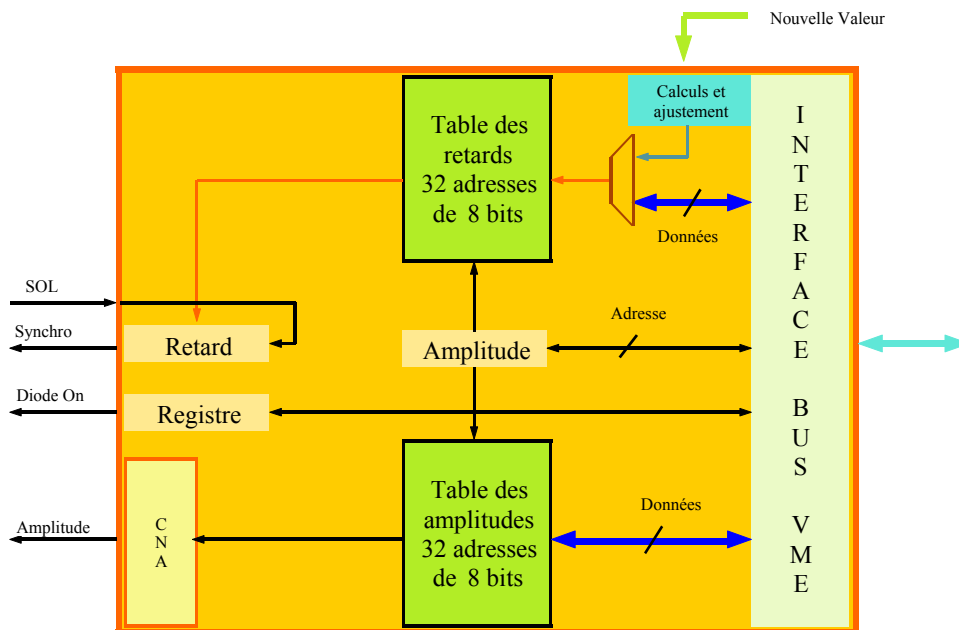 Nouvelle Valeur
Calculs et
ajustement
Table des
retards
32 adresses
de 8 bits
Données
SOL
Synchro
Retard
Amplitude
Adresse
Diode On
Registre
Table des
amplitudes
32 adresses
de 8 bits
Données
Amplitude
C
N
A
I
N
T
E
R
F
A
C
E
B
U
S
V
M
E